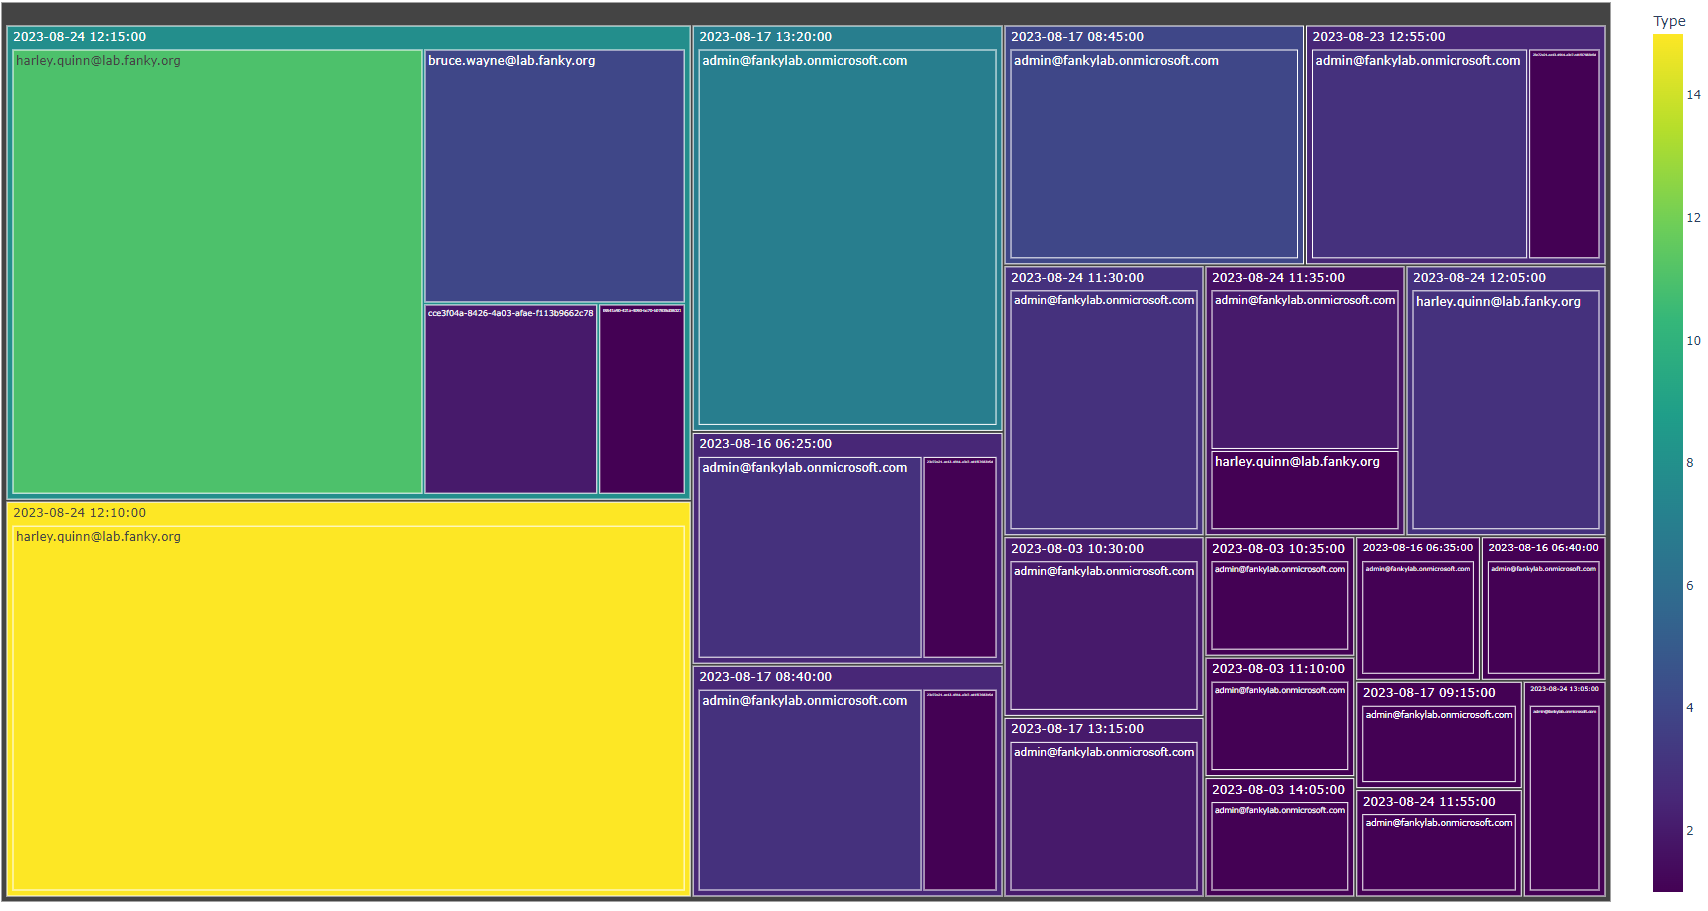 Type
2023-08-24 12:15:00
harley.quinn@lab.fanky.org
bruce.wayne@lab.fanky.org
cce3f04a-8426-4a03-afae-f113b9662c78
2023-08-24 12:10:00
harley.quinn@lab.fanky.org
2023-08-17 13:20:00
admin@fankylab.onmicrosoft.com
2023-08-16 06:25:00
admin@fankylab.onmicrosoft.com
2023-08-17 08:40:00
admin@fankylab.onmicrosoft.com
2023-08-17 08:45:00
admin@fankylab.onmicrosoft.com
2023-08-23 12:55:00
admin@fankylab.onmicrosoft.com
2023-08-24 11:30:00
admin@fankylab.onmicrosoft.com
2023-08-24 11:35:00
admin@fankylab.onmicrosoft.com
harley.quinn@lab.fanky.org
2023-08-24 12:05:00
harley.quinn@lab.fanky.org
2023-08-03 10:30:00
admin@fankylab.onmicrosoft.com
2023-08-17 13:15:00
admin@fankylab.onmicrosoft.com
2023-08-03 10:35:00
admin@fankylab.onmicrosoft.com
2023-08-03 11:10:00
admin@fankylab.onmicrosoft.com
2023-08-03 14:05:00
admin@fankylab.onmicrosoft.com
2023-08-16 06:35:00
admin@fankylab.onmicrosoft.com
2023-08-16 06:40:00
admin@fankylab.onmicrosoft.com
2023-08-17 09:15:00
admin@fankylab.onmicrosoft.com
2023-08-24 11:55:00
admin@fankylab.onmicrosoft.com
2023-08-24 13:05:00
admin@fankylab.onmicrosoft.com
14
12
10
8
6
4
2